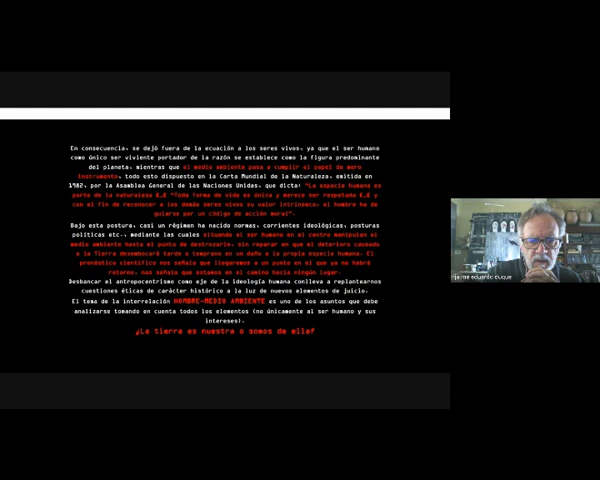 En consecuencia, se dejó fuera de la ecuación a los seres vivos, ya que el ser humano
como único ser viviente portador de la razón se establece como la figura predominante
del planeta, mientras que el medio ambiente pasa a cumplir el papel de mero
instrumento, todo esto dispuesto en la Carta Mundial de la Naturaleza, emitida en
1982, por la Asamblea General de las Naciones Unidas, que dicta: "La especie humana es
parte de la naturaleza "Toda forma de vida es única y merece ser respetada
con el fin de reconocer a los demás seres vivos su valor intrínseco, el hombre ha de
guiarse por un código de acción moral".
Bajo esta postura, casi un régimen ha nacido normas, corrientes ideológicas, posturas
políticas etc., mediante las cuales situando al ser humano en el centro manipulan el
medio ambiente hasta el punto de destrozarlo, sin reparar en que el deterioro causado
a la Tierra desembocará tarde o temprano en un daño a la propia especie humana. El
pronóstico científico nos señala que llegaremos a un punto en el que ya no habrá
retorno, nos señala que estamos en el camino hacia ningún lugar.
Desbancar el antropocentrismo como eje de la ideología humana conlleva a replantearnos
cuestiones éticas de carácter histórico a la luz de nuevos elementos de juicio.
El tema de la interrelación HOMBRE-MEDIO AMBIENTE es uno de los asuntos que debe
analizarse tomando en cuenta todos los elementos (no únicamente al ser humano y sus
intereses).
¿La tierra es nuestra o somos de ella?
jaime eduardo duque